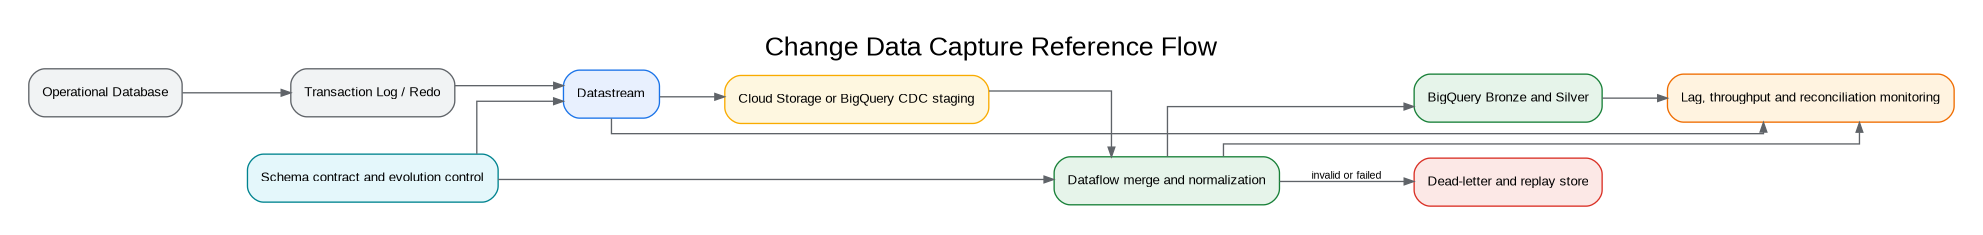 Change Data Capture Reference Flow
Operational Database
Transaction Log / Redo
Datastream
Cloud Storage or BigQuery CDC staging
BigQuery Bronze and Silver
Lag, throughput and reconciliation monitoring
Schema contract and evolution control
Dataflow merge and normalization
invalid or failed
Dead-letter and replay store